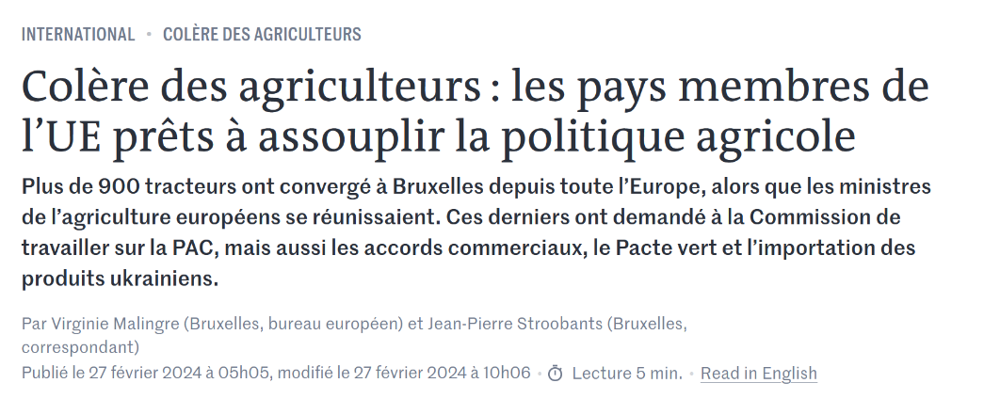 INTERNATIONAL • COLÈRE DES AGRICULTEURS
Colère des agriculteurs : les pays membres de
l’UE prêts à assouplir la politique agricole
Plus de 900 tracteurs ont convergé à Bruxelles depuis toute l’Europe, alors que les ministres
de l’agriculture européens se réunissaient. Ces derniers ont demandé à la Commission de
travailler sur la PAC, mais aussi les accords commerciaux, le Pacte vert et l’importation des
produits ukrainiens.
Par Virginie Malingre (Bruxelles, bureau européen) et Jean-Pierre Stroobants (Bruxelles,
correspondant)
Publié le 27 février 2024 à 05h05, modifié le 27 février 2024 à 10h06 • Lecture 5 min. • Read in English